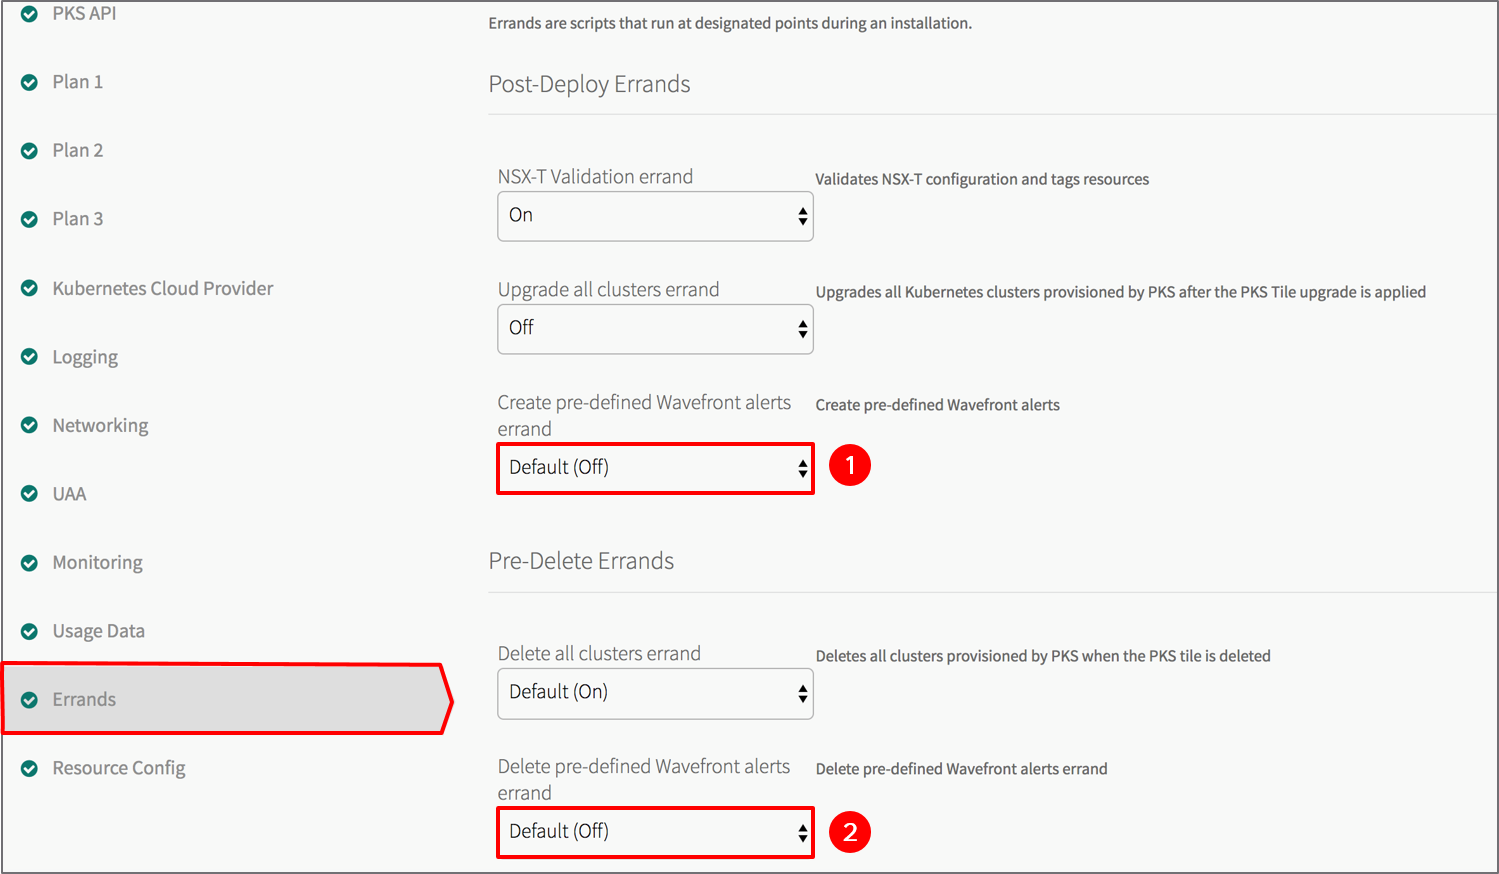 PKS API
Plan 1
Plan 2
Plan 3
Kubernetes Cloud Provider
Logging
Networking
UAA
Monitoring
Usage Data
Errands
Resource Config
Errands are scripts that run at designated points during an installation.
Post-Deploy Errands
NSX-T Validation errand
Validates NSX-T configuration and tags resources
On
Upgrade all clusters errand
Upgrades all Kubernetes clusters provisioned by PKS after the PKS Tile upgrade is applied
Off
Create pre-defined Wavefront alerts
errand
Create pre-defined Wavefront alerts
Default (Off)
1
Pre-Delete Errands
Delete all clusters errand
Deletes all clusters provisioned by PKS when the PKS tile is deleted
Default (On)
Delete pre-defined Wavefront alerts
errand
Delete pre-defined Wavefront alerts errand
Default (Off)
2